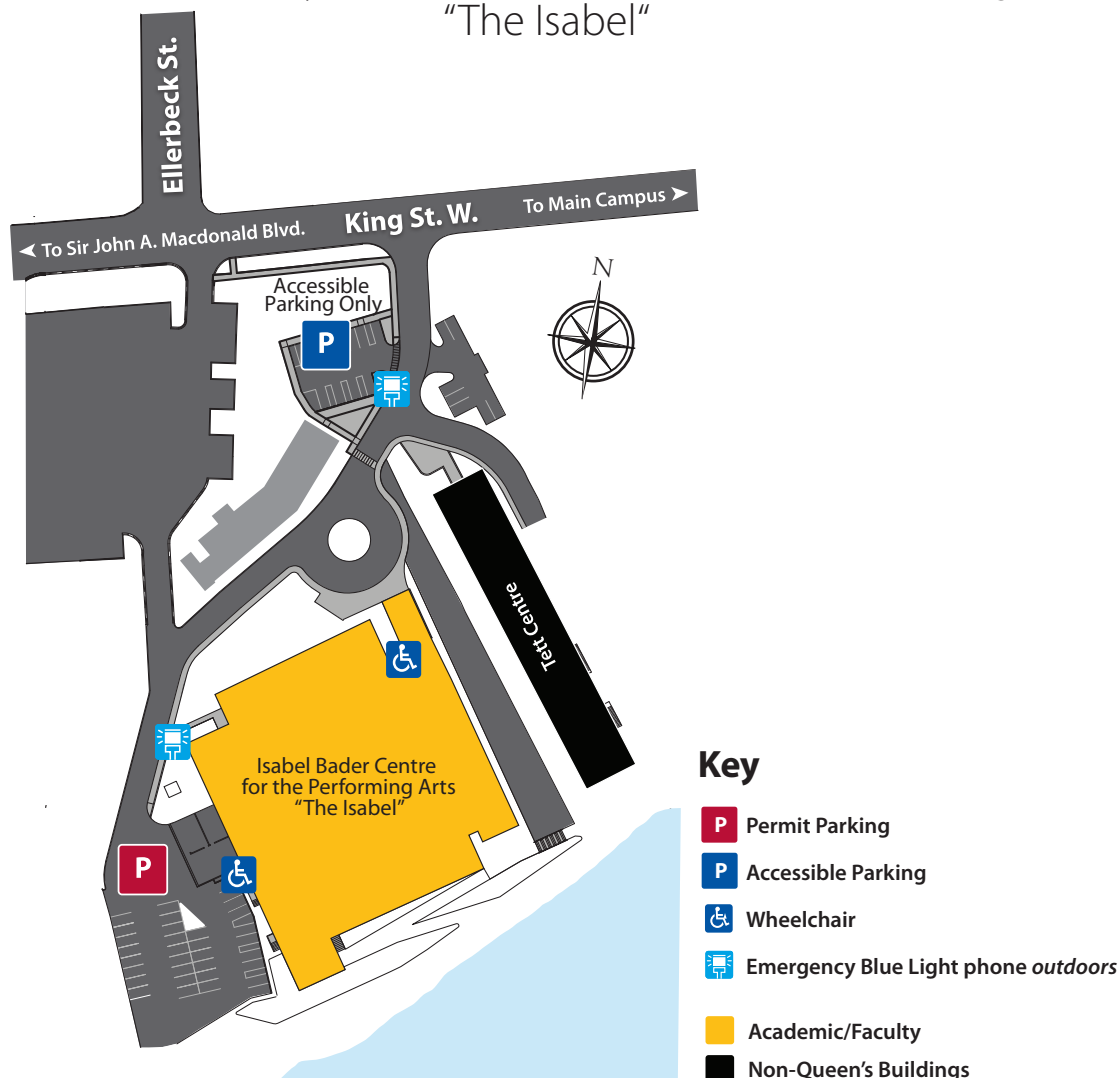 "The Isabel"
Ellerbeck St.
To Sir John A. Macdonald Blvd.
King St. W.
To Main Campus
Accessible
Parking Only
P
N
Tett Centre
Isabel Bader Centre
for the Performing Arts
"The Isabel"
P
Key
P Permit Parking
P Accessible Parking
Wheelchair
Emergency Blue Light phone outdoors
Academic/Faculty
Non-Queen's Buildings